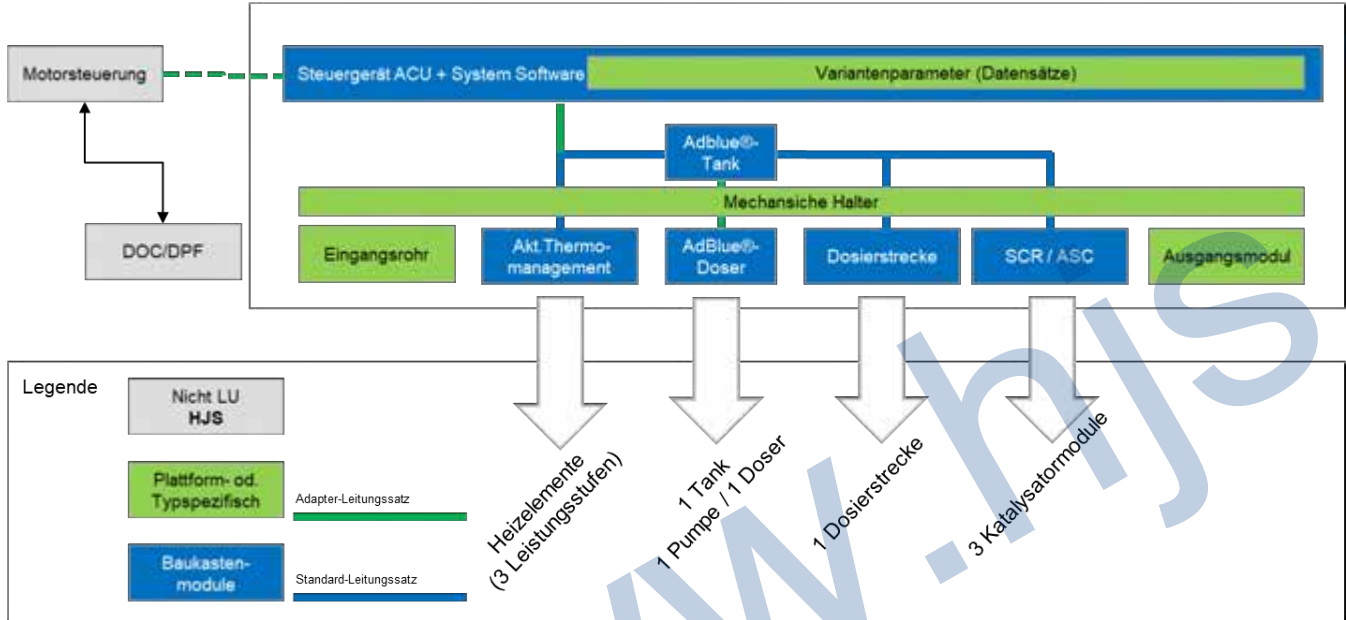 Motorsteuerung
Steuergerät ACU + System Software
Variantenparameter (Datensätze)
Adblue®-
Tank
Mechansiche Halter
DOC/DPF
Eingangsrohr
Akt.Thermo-
management
AdBlue®-
Doser
Dosierstrecke
SCR / ASC
Ausgangsmodul
Legende
Nicht LU
HJS
Plattform- od.
Typspezifisch
Adapter-Leitungssatz
Baukasten-
module
Standard-Leitungssatz
Heizelemente
(3 Leistungsstufen)
1 Tank
1 Pumpe / 1 Doser
1 Dosierstrecke
3 Katalysatormodule
w.hjs